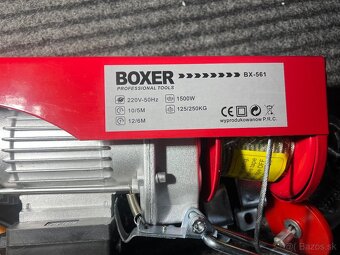 BOXER BX-561
PROFESSIONAL TOOLS
220V-50Hz 1500W
10/5M 125/250KG
12/6M
CE
wyprodukowano P.R.C.
Bazos.sk